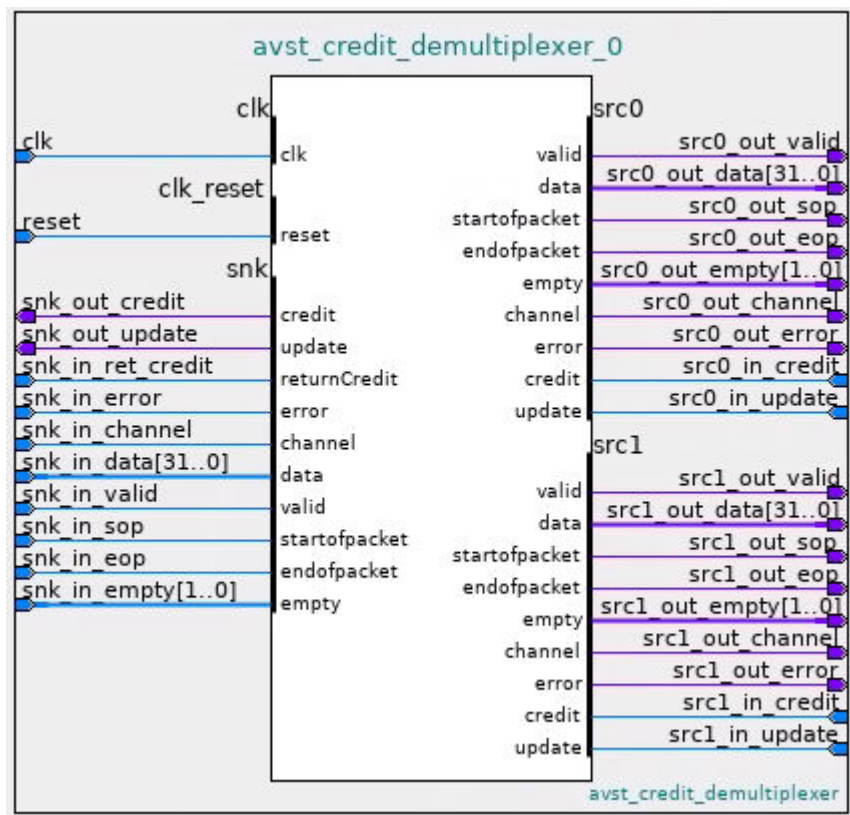 avst_credit_demultiplexer_0
clk
clk
clk
clk_reset
reset
reset
snk
snk_out_credit
credit
snk_out_update
update
snk_in_ret_credit
returnCredit
snk_in_error
error
snk_in_channel
channel
snk_in_data[31..0]
data
snk_in_valid
valid
snk_in_sop
startofpacket
snk_in_eop
endofpacket
snk_in_empty[1..0]
empty
src0
valid
src0_out_valid
data
src0_out_data[31..0]
startofpacket
src0_out_sop
endofpacket
src0_out_eop
empty
src0_out_empty[1..0]
channel
src0_out_channel
error
src0_out_error
credit
src0_in_credit
update
src0_in_update
src1
valid
src1_out_valid
data
src1_out_data[31..0]
startofpacket
src1_out_sop
endofpacket
src1_out_eop
empty
src1_out_empty[1..0]
channel
src1_out_channel
error
src1_out_error
credit
src1_in_credit
update
src1_in_update
avst_credit_demultiplexer